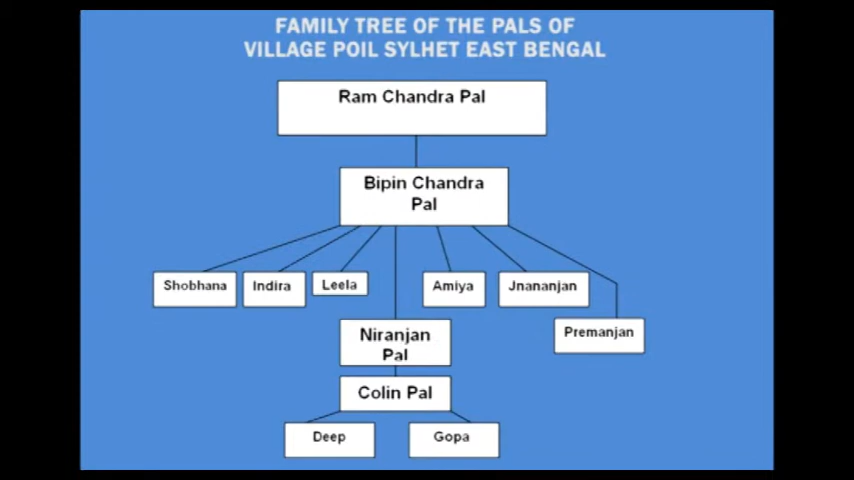 FAMILY TREE OF THE PALS OF
VILLAGE POIL SYLHET EAST BENGAL
Ram Chandra Pal
Bipin Chandra
Pal
Shobhana
Indira
Leela
Amiya
Jnananjan
Premanjan
Niranjan
Pal
Colin Pal
Deep
Gopa